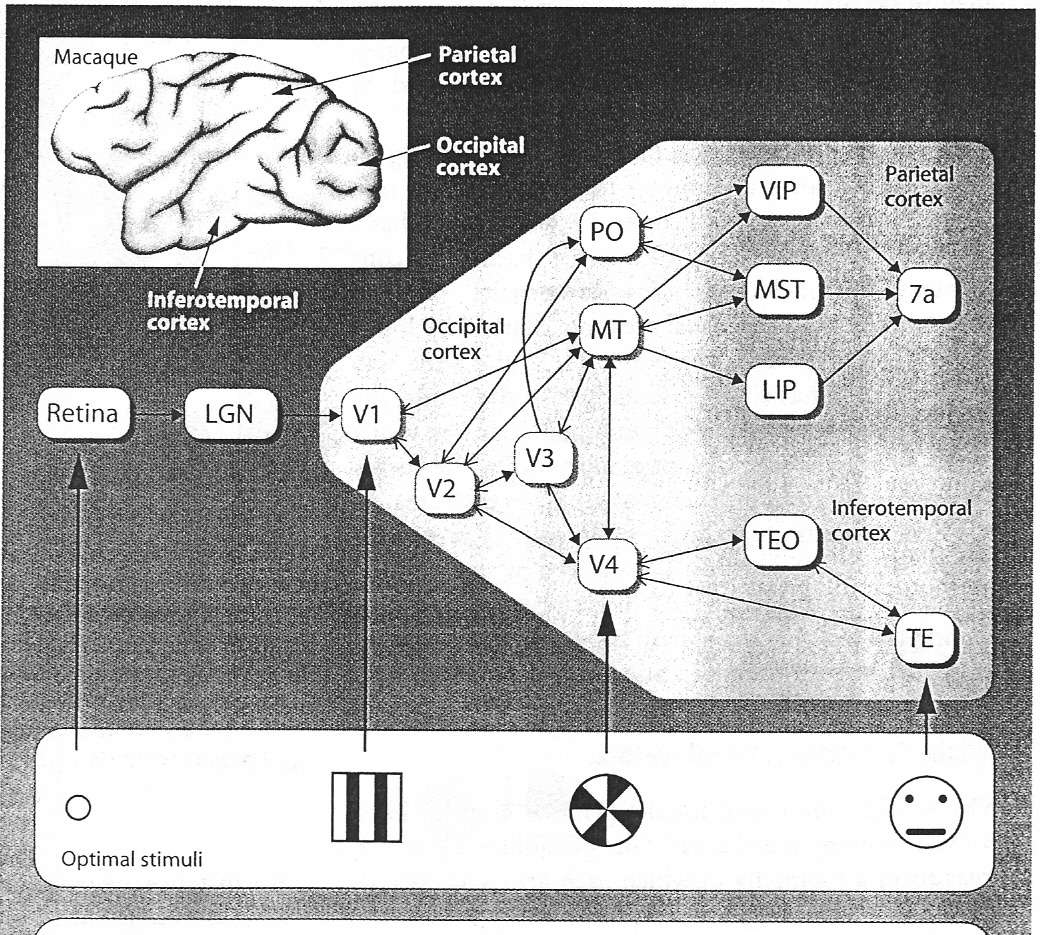 Macaque
Parietal
cortex
Occipital
cortex
Inferotemporal
cortex
Parietal
cortex
VIP
PO
MST
7a
Occipital
cortex
MT
LIP
Retina
LGN
V1
V3
V2
Inferotemporal
cortex
TEO
V4
TE
Optimal stimuli